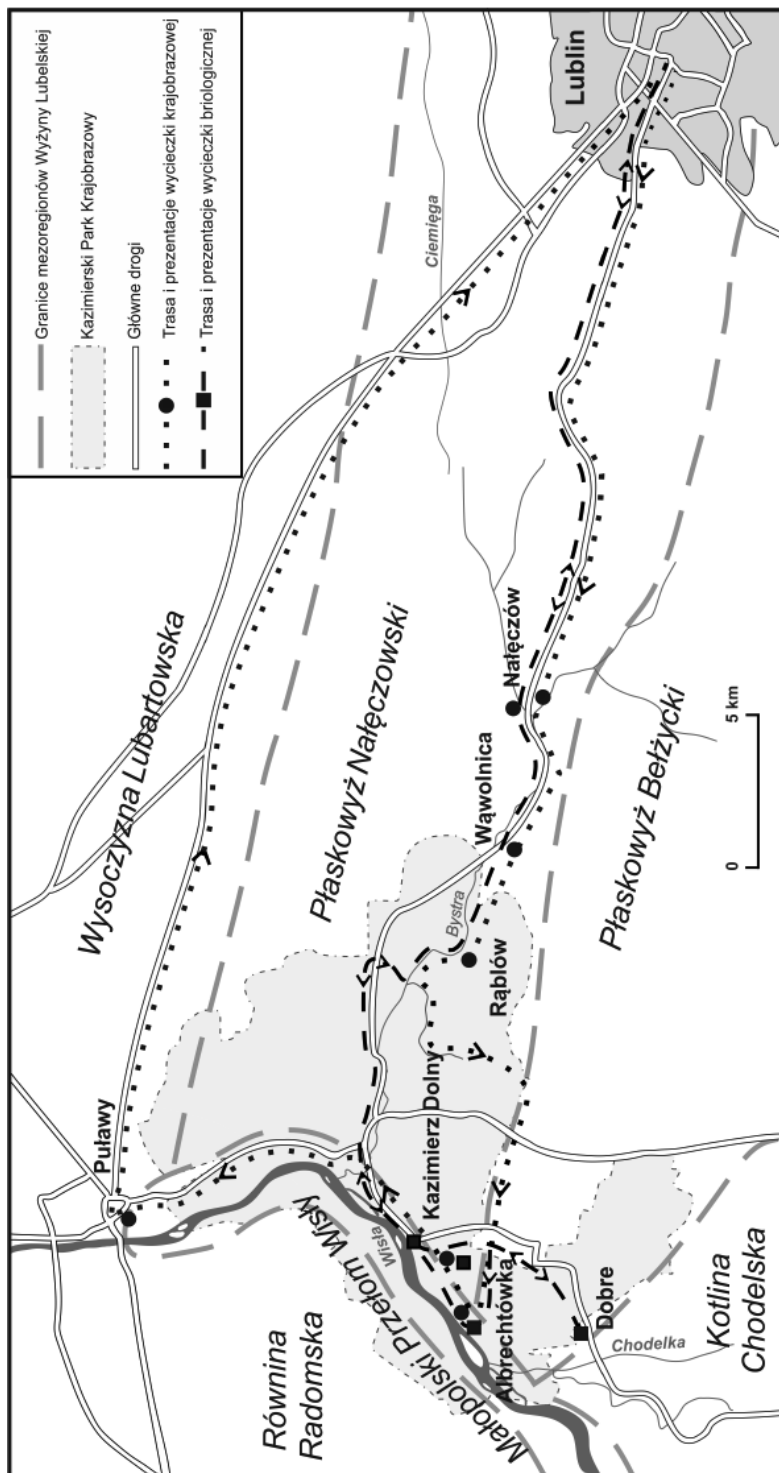 Granice mezoregionów Wyżyny Lubelskiej
Kazimierski Park Krajobrazowy
Główne drogi
Trasa i prezentacje wycieczki krajobrazowej
Trasa i prezentacje wycieczki briologicznej
Puławy
Wysoczyzna Lubartowska
Ciemięga
Lublin
Równina
Radomska
Małopolski Przełom Wisły
Wisła
Kazimierz Dolny
Płaskowyż Nałęczowski
Bystra
Wąwolnica
Nałęczów
Rąblów
Albrechtówka
Dobre
Chodelka
Kotlina
Chodelska
Płaskowyż Bełżycki
0
5 km